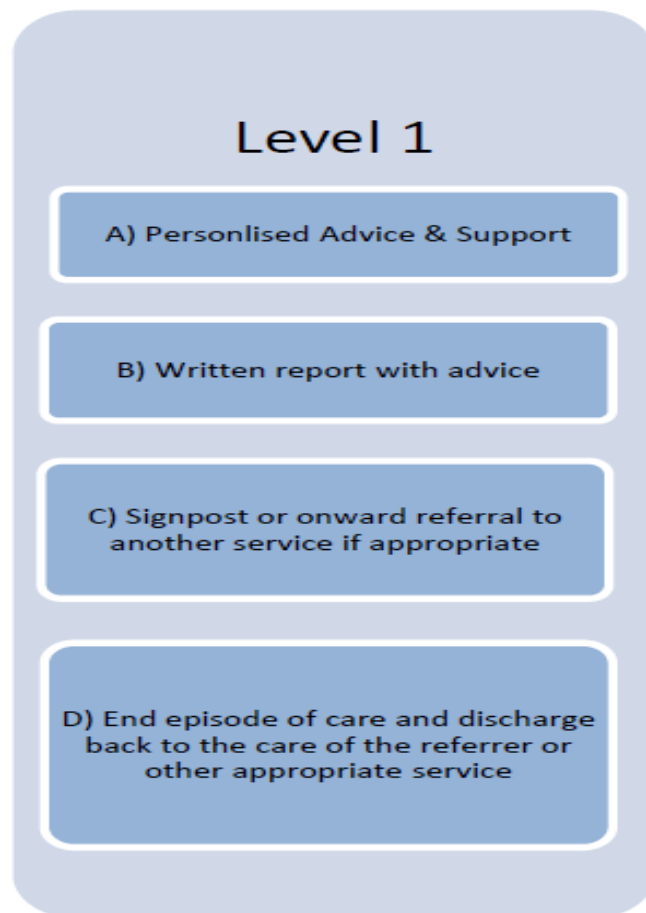 Level 1
A) Personlised Advice & Support
B) Written report with advice
C) Signpost or onward referral to
another service if appropriate
D) End episode of care and discharge
back to the care of the referrer or
other appropriate service